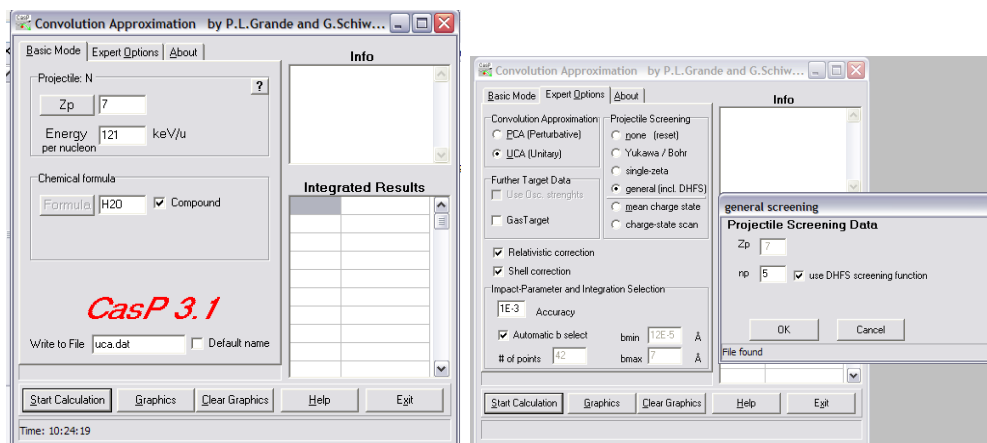 Convolution Approximation by P.L.Grande and G.Schiw...
Basic Mode Expert Options About
Info
Projectile: N
?
Zp 7
Energy 121 keV/u
per nucleon
Chemical formula
Formula H2O Compound
Integrated Results
CasP 3.1
Write to File uca.dat Default name
Start Calculation Graphics Clear Graphics Help Exit
Time: 10:24:19
Convolution Approximation by P.L.Grande and G.Schiw...
Basic Mode Expert Options About
Info
Convolution Approximation
PCA (Perturbative)
UCA (Unitary)
Projectile Screening
none (reset)
Yukawa / Bohr
single-zeta
general (incl. DHFS)
mean charge state
charge-state scan
Further Target Data
Use Osc. strenghts
GasTarget
Relativistic correction
Shell correction
Impact-Parameter and Integration Selection
1E-3 Accuracy
Automatic b select bmin 12E-5 Å
# of points 42 bmax 7 Å
Start Calculation Graphics Clear Graphics Help Exit
general screening
Projectile Screening Data
Zp 7
np 5 use DHFS screening function
OK Cancel
File found